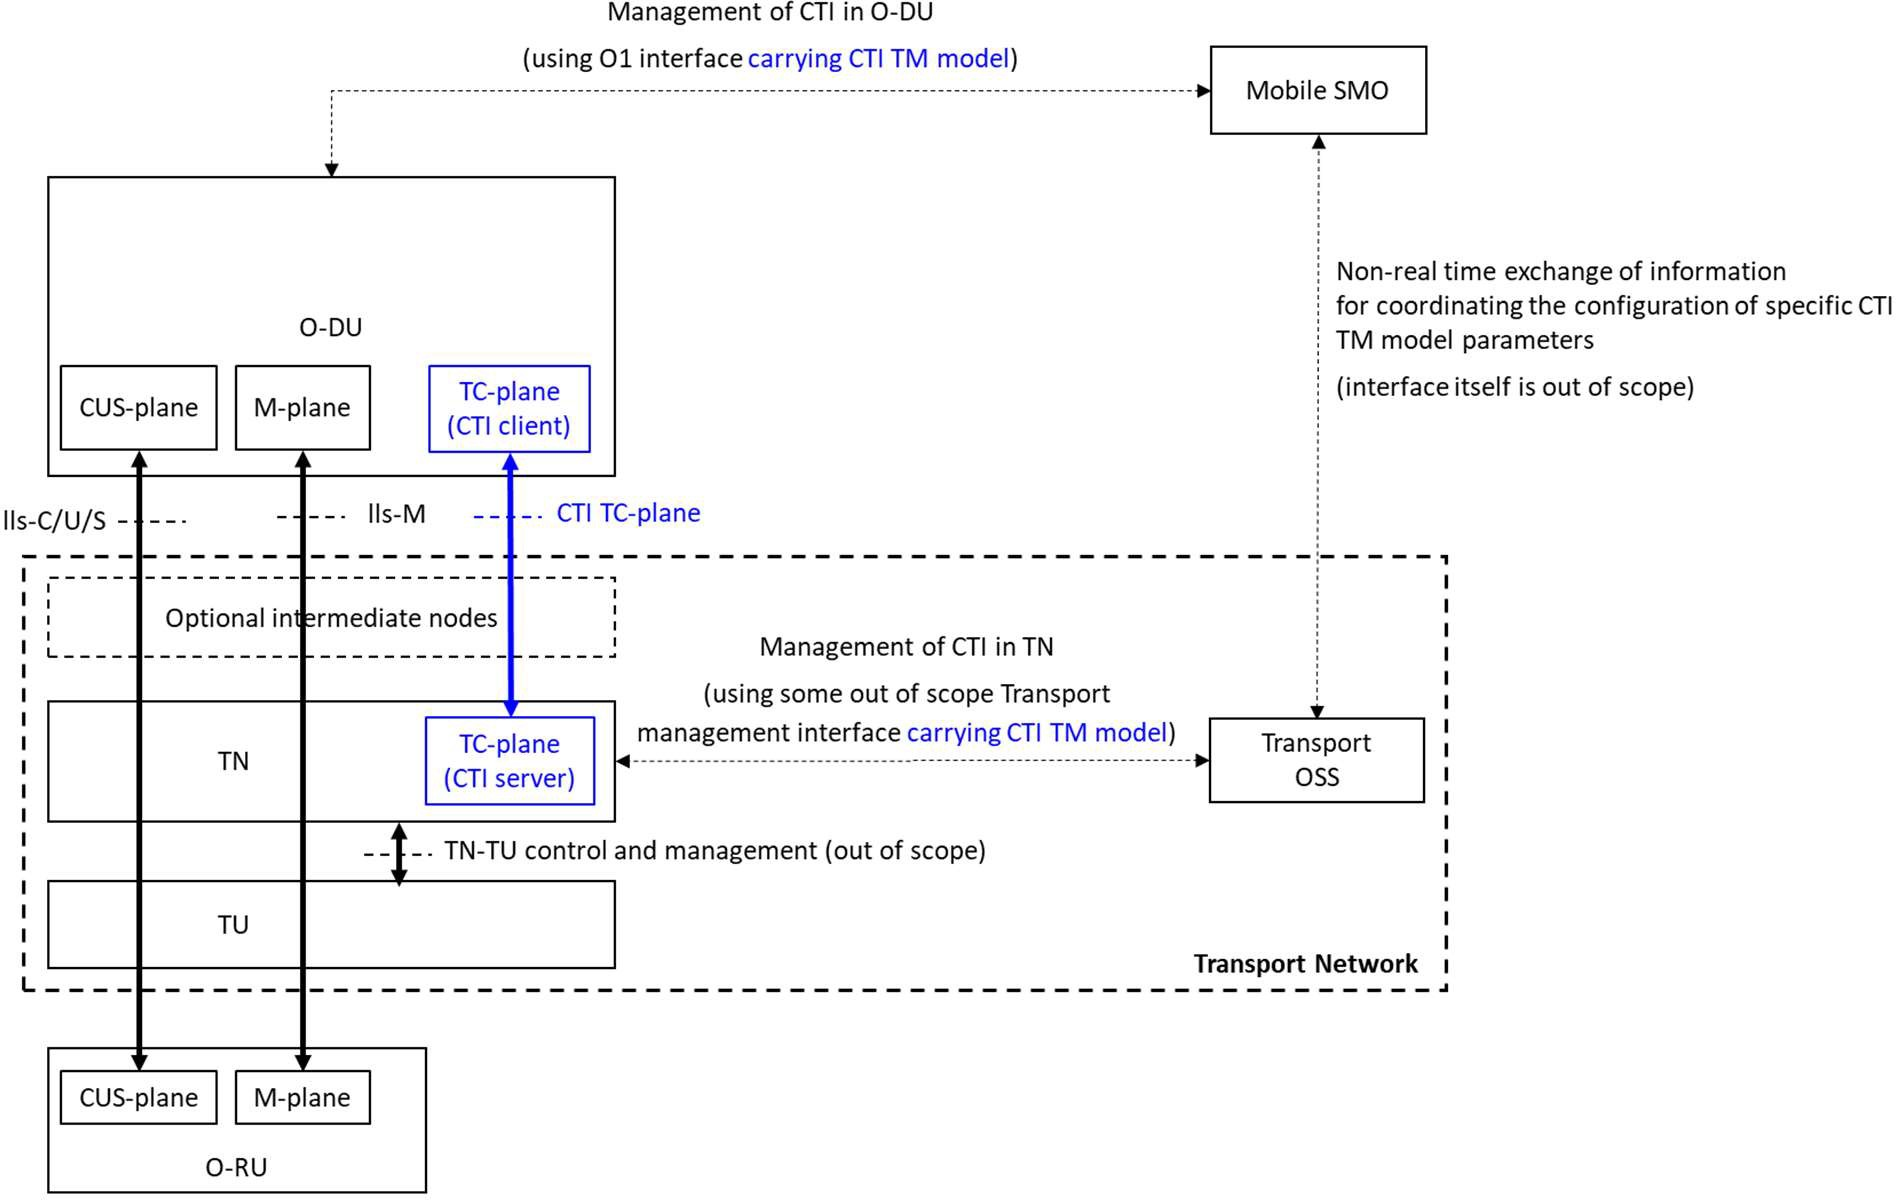 Management of CTI in O-DU
(using O1 interface carrying CTI TM model)
Mobile SMO
Non-real time exchange of information
for coordinating the configuration of specific CTI
TM model parameters
(interface itself is out of scope)
O-DU
CUS-plane
M-plane
TC-plane
(CTI client)
lls-C/U/S
lls-M
CTI TC-plane
Optional intermediate nodes
Management of CTI in TN
(using some out of scope Transport
management interface carrying CTI TM model)
TN
TC-plane
(CTI server)
Transport
OSS
TN-TU control and management (out of scope)
TU
Transport Network
CUS-plane
M-plane
O-RU